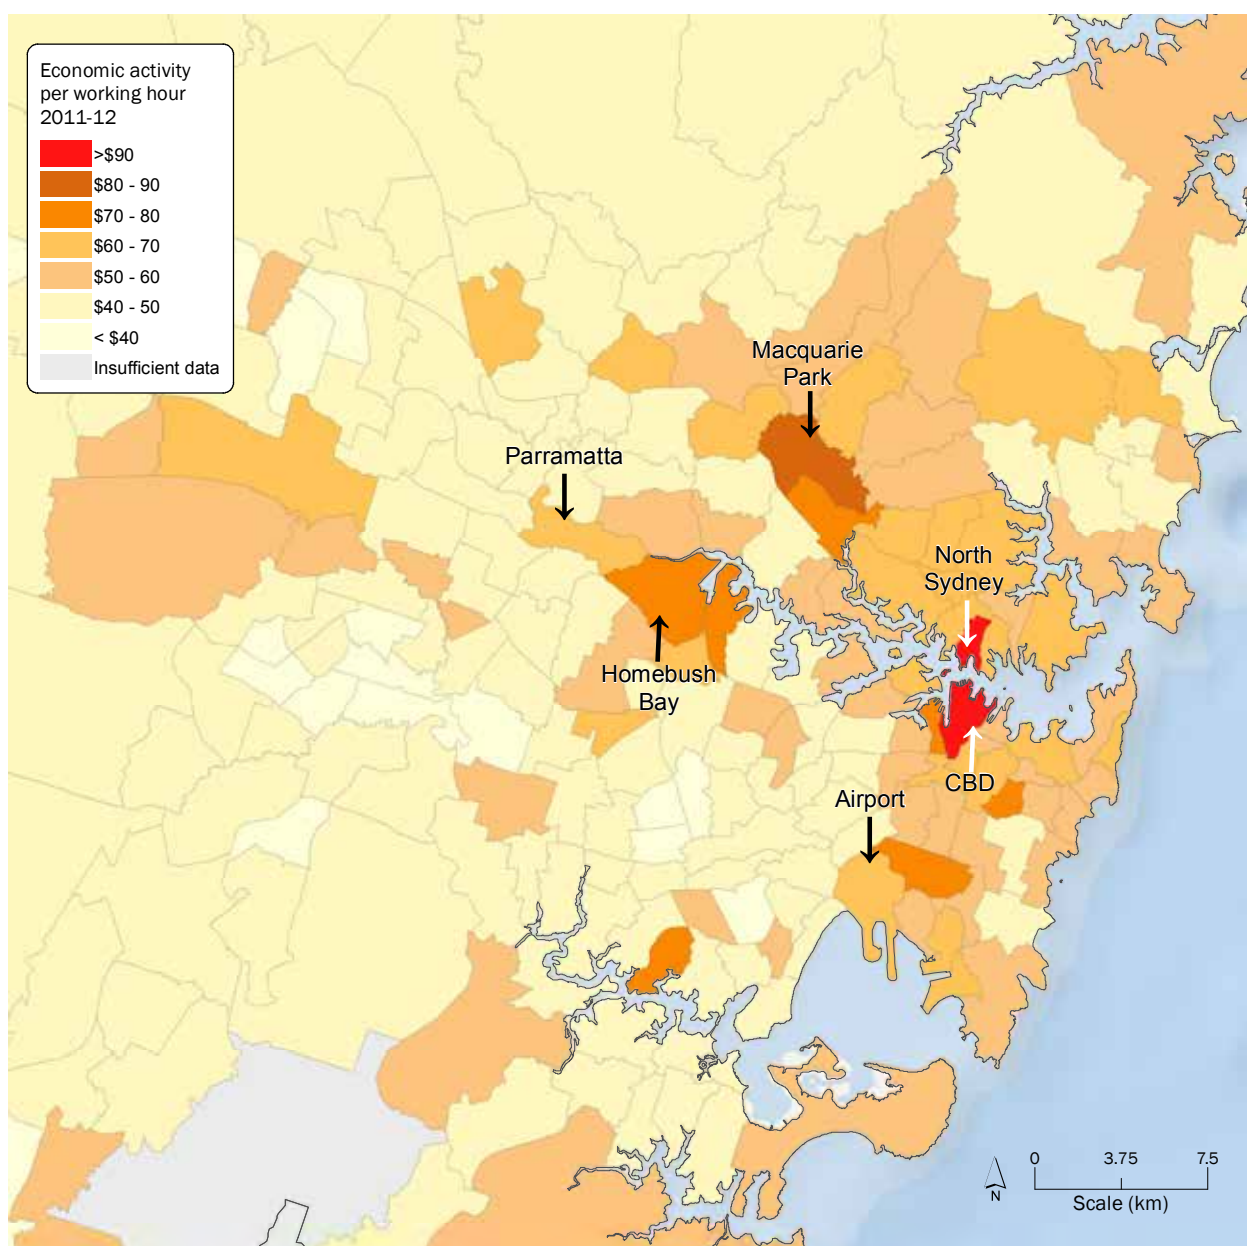 Economic activity
per working hour
2011-12
>$90
$80 - 90
$70 - 80
$60 - 70
$50 - 60
$40 - 50
< $40
Insufficient data
Macquarie
Park
Parramatta
North
Sydney
Homebush
Bay
CBD
Airport
0 3.75 7.5
Scale (km)
N